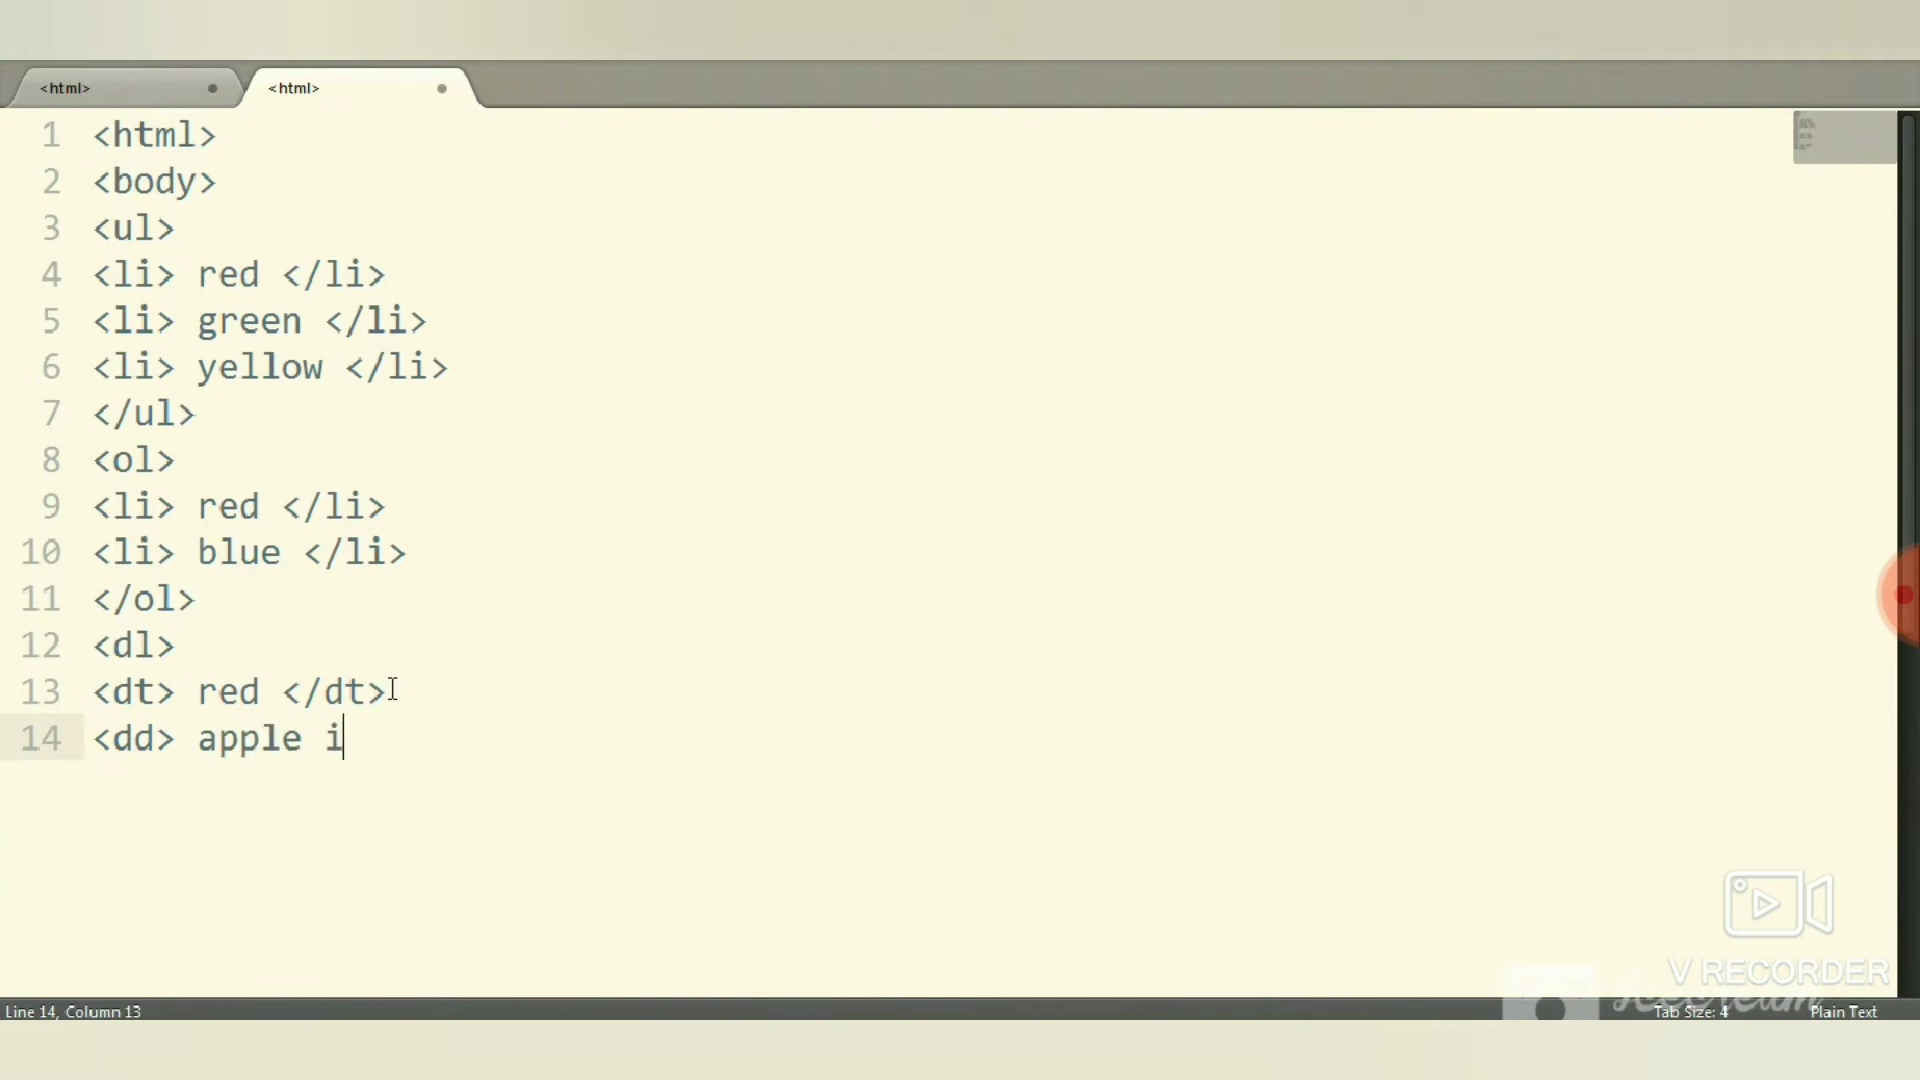 <html>
<html>
1 <html>
2 <body>
3 <ul>
4 <li> red </li>
5 <li> green </li>
6 <li> yellow </li>
7 </ul>
8 <ol>
9 <li> red </li>
10 <li> blue </li>
11 </ol>
12 <dl>
13 <dt> red </dt>
14 <dd> apple i
V RECORDER
Icecream
Line 14, Column 13
Tab Size: 4
Plain Text